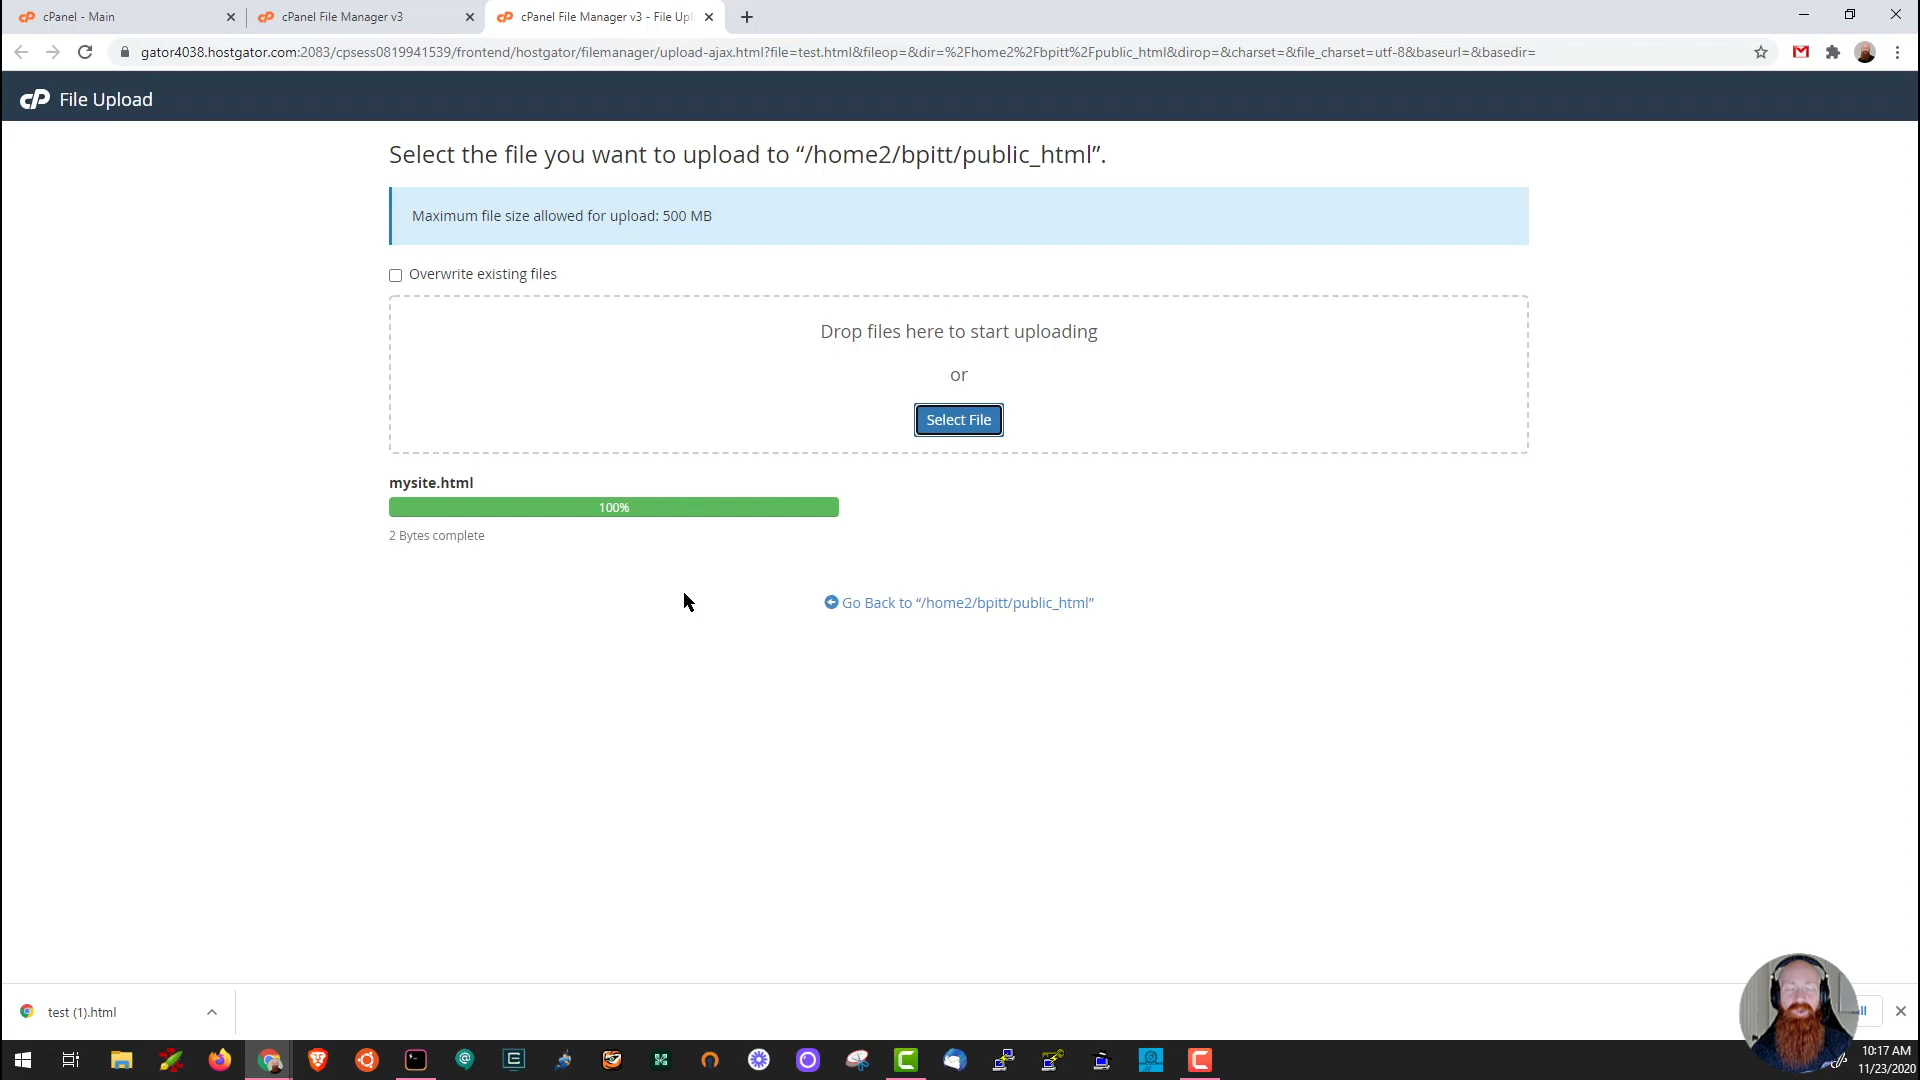 cPanel - Main
cPanel File Manager v3
cPanel File Manager v3 - File Upl
gator4038.hostgator.com:2083/cpsess0819941539/frontend/hostgator/filemanager/upload-ajax.html?file=test.html&fileop=&dir=%2Fhome2%2Fbpitt%2Fpublic_html&dirop=&charset=&file_charset=utf-8&baseurl=&basedir=
cP File Upload
Select the file you want to upload to “/home2/bpitt/public_html”.
Maximum file size allowed for upload: 500 MB
Overwrite existing files
Drop files here to start uploading
or
Select File
mysite.html
100%
2 Bytes complete
Go Back to “/home2/bpitt/public_html”
test (1).html
10:17 AM
11/23/2020